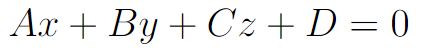 Ax + By + Cz + D = 0